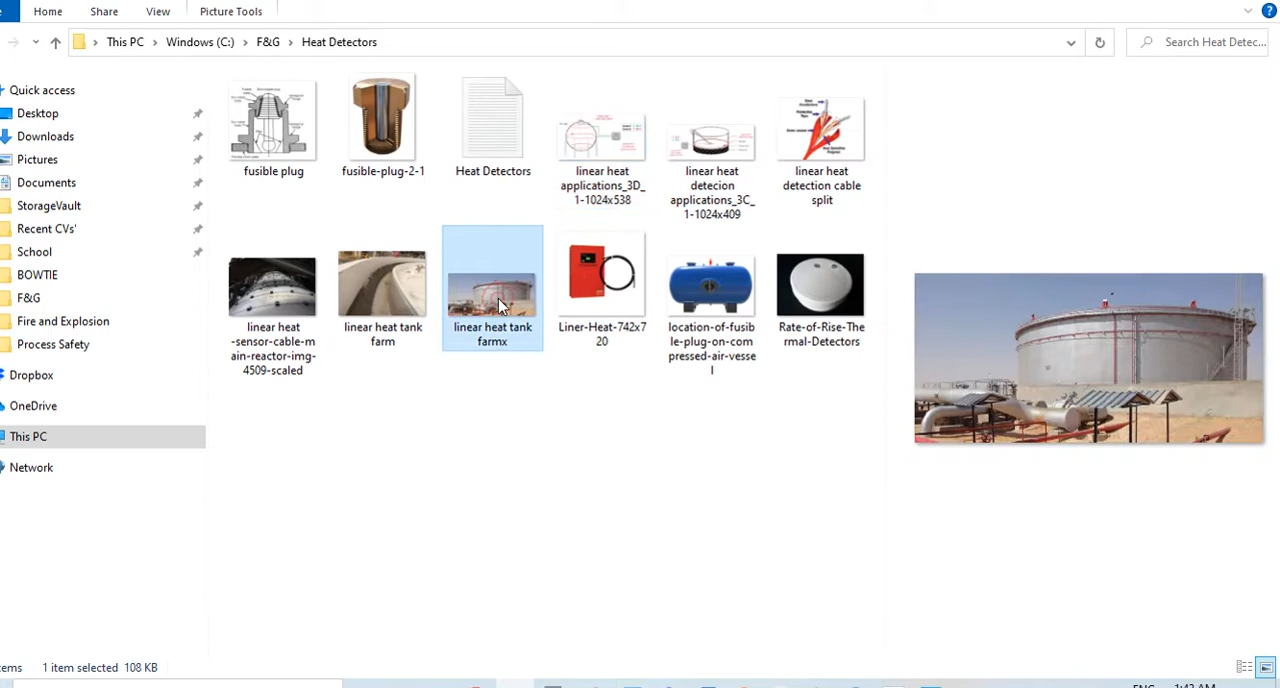 Home
Share
View
Picture Tools
This PC
Windows (C:)
F&G
Heat Detectors
Search Heat Detec...
Quick access
Desktop
Downloads
Pictures
Documents
StorageVault
Recent CVs'
School
BOWTIE
F&G
Fire and Explosion
Process Safety
Dropbox
OneDrive
This PC
Network
fusible plug
fusible-plug-2-1
Heat Detectors
linear heat
applications_3D_
1-1024x538
linear heat
detecion
applications_3C_
1-1024x409
linear heat
detection cable
split
linear heat
-sensor-cable-m
ain-reactor-img-
4509-scaled
linear heat tank
farm
linear heat tank
farmx
Liner-Heat-742x7
20
location-of-fusib
le-plug-on-com
pressed-air-vesse
l
Rate-of-Rise-The
rmal-Detectors
1 item selected 108 KB
ENG
1:42 AM